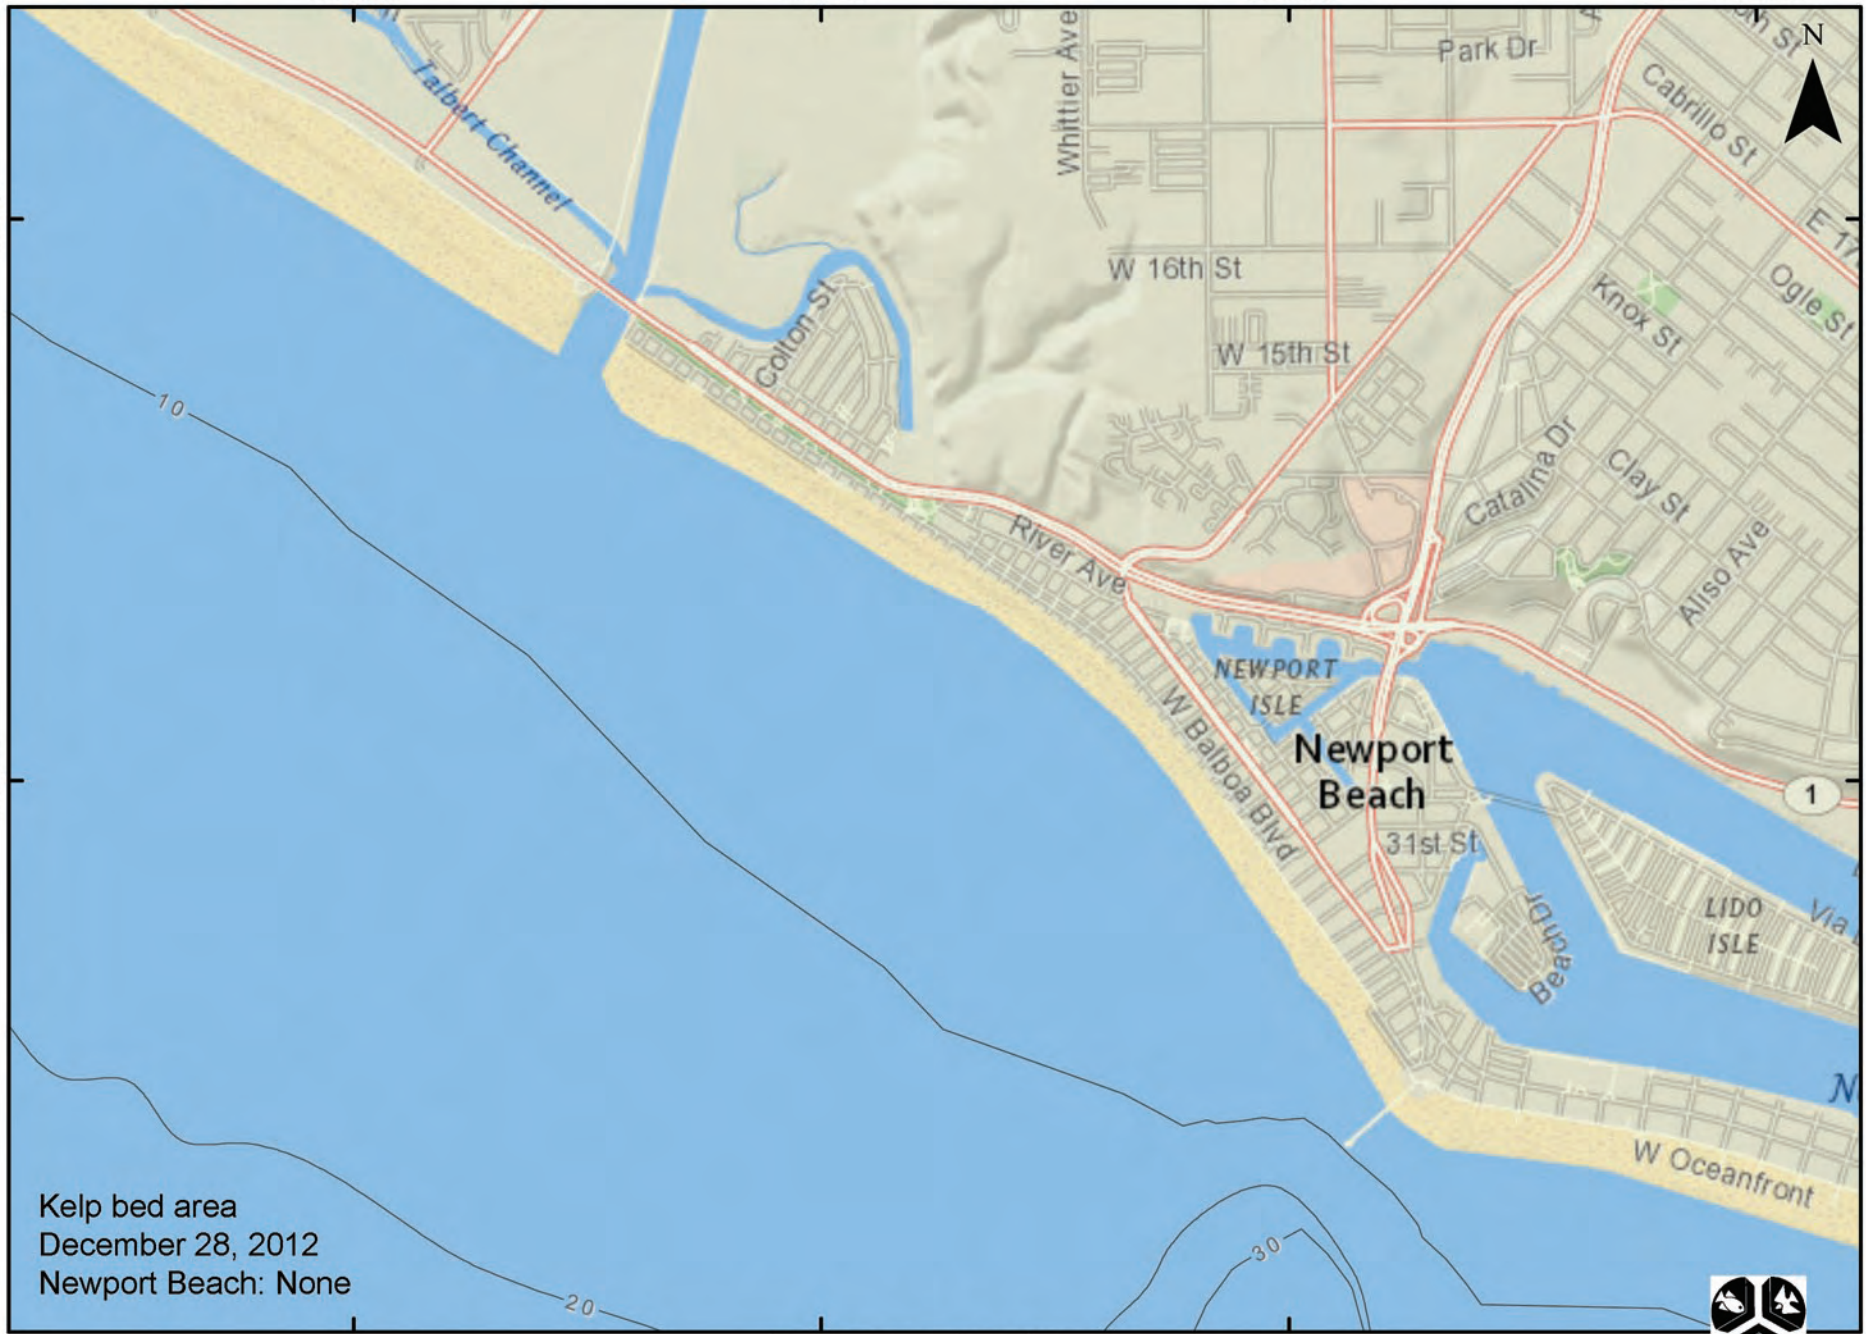 N
Park Dr
Whittier Ave
Cabrillo St
Talbert Channel
W 16th St
Knox St
Ogle St
Colton St
W 15th St
10
Catalina Dr
Clay St
River Ave
Aliso Ave
NEWPORT
ISLE
W Balboa Blvd
Newport
Beach
1
31st St
LIDO
ISLE
Beach Dr
Via
W Oceanfront
Kelp bed area
December 28, 2012
Newport Beach: None
30
20